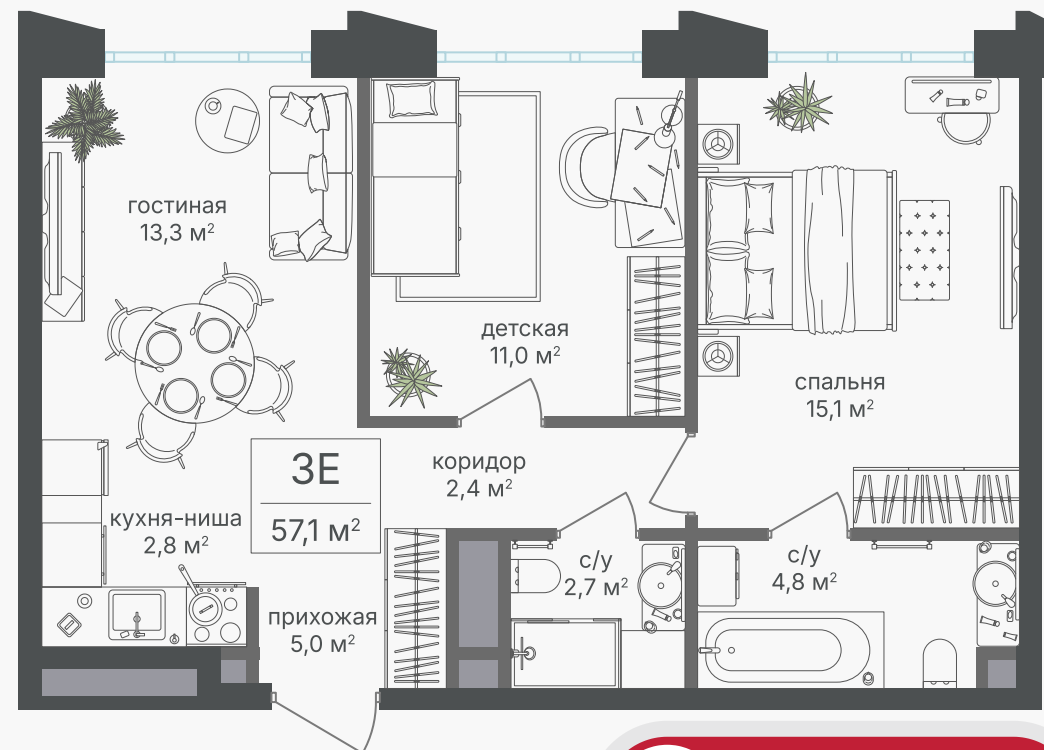 гостиная
13,3 м²
детская
11,0 м²
спальня
15,1 м²
3Е
57,1 м²
коридор
2,4 м²
кухня-ниша
2,8 м²
с/у
2,7 м²
с/у
4,8 м²
прихожая
5,0 м²